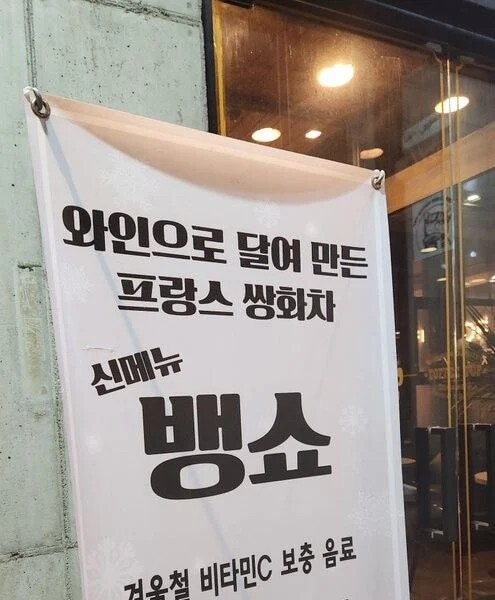 와인으로 달여 만든
프랑스 쌍화차
신메뉴
뱅쇼
겨울철 비타민C 보충 음료